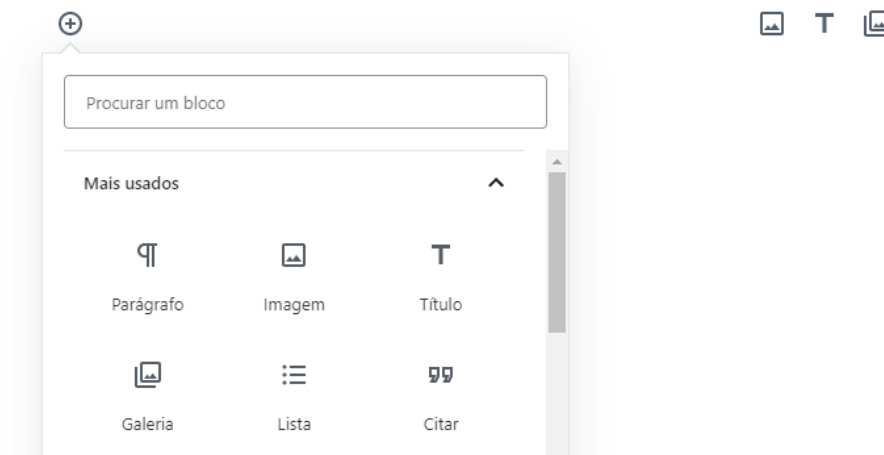 Procurar um bloco
Mais usados
Parágrafo Imagem Título
Galeria Lista Citar